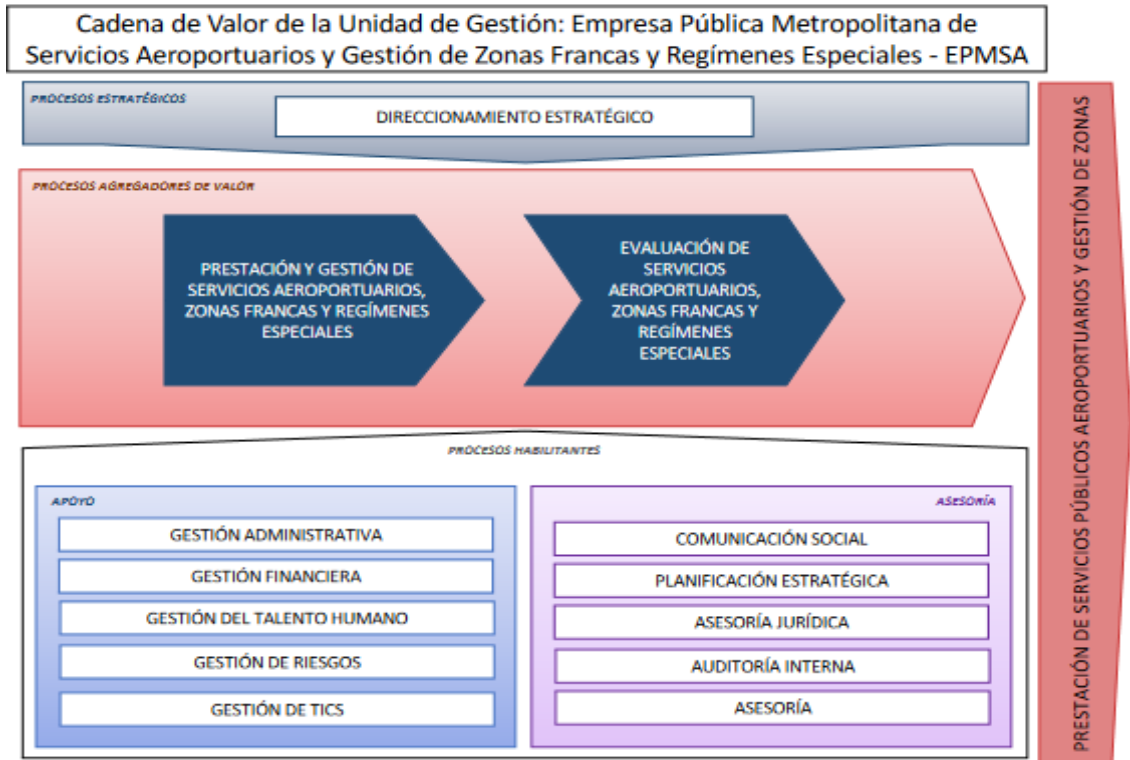 Cadena de Valor de la Unidad de Gestión: Empresa Pública Metropolitana de
Servicios Aeroportuarios y Gestión de Zonas Francas y Regímenes Especiales - EPMSA
PROCESOS ESTRATÉGICOS
DIRECCIONAMIENTO ESTRATÉGICO
PROCESOS AGREGADORES DE VALOR
PRESTACIÓN Y GESTIÓN DE
SERVICIOS AEROPORTUARIOS,
ZONAS FRANCAS Y REGÍMENES
ESPECIALES
EVALUACIÓN DE
SERVICIOS
AEROPORTUARIOS,
ZONAS FRANCAS Y
REGÍMENES
ESPECIALES
PROCESOS HABILITANTES
APOYO
GESTIÓN ADMINISTRATIVA
GESTIÓN FINANCIERA
GESTIÓN DEL TALENTO HUMANO
GESTIÓN DE RIESGOS
GESTIÓN DE TICS
ASESORÍA
COMUNICACIÓN SOCIAL
PLANIFICACIÓN ESTRATÉGICA
ASESORÍA JURÍDICA
AUDITORÍA INTERNA
ASESORÍA
PRESTACIÓN DE SERVICIOS PÚBLICOS AEROPORTUARIOS Y GESTIÓN DE ZONAS